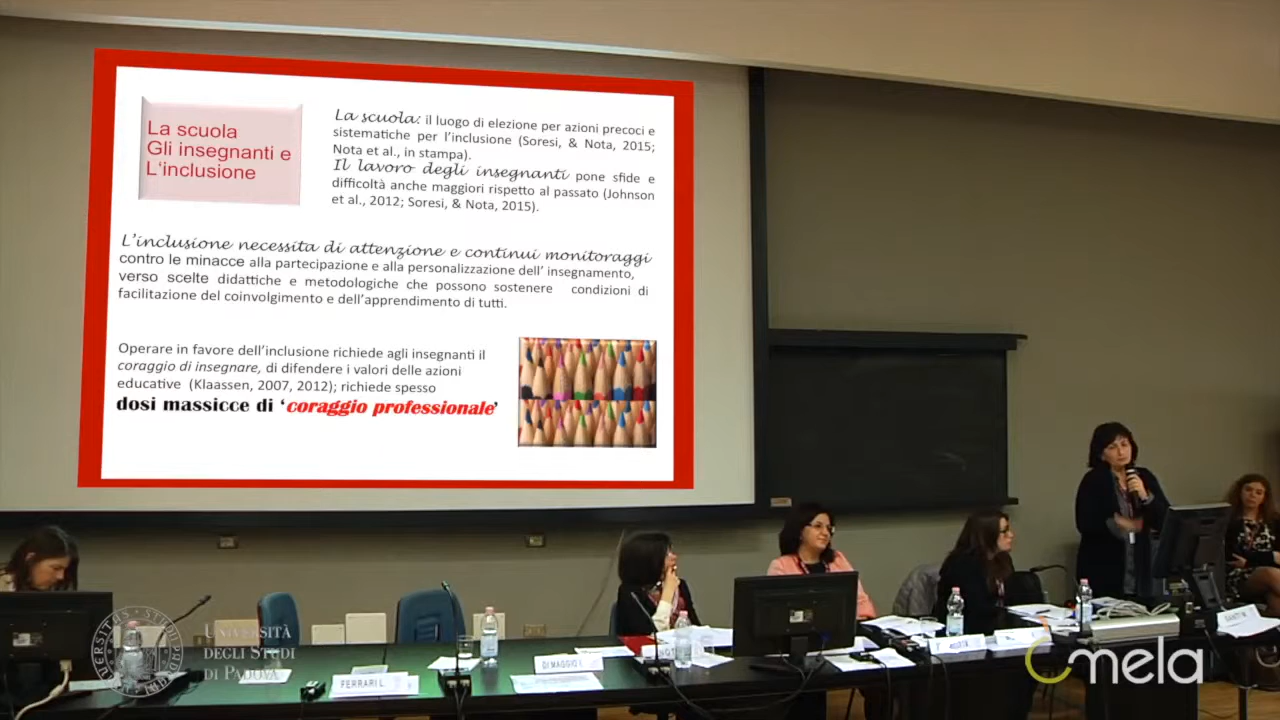 La scuola
Gli insegnanti e
L'inclusione
La scuola: il luogo di elezione per azioni precoci e
sistematiche per l'inclusione (Soresi, & Nota, 2015;
Nota et al., in stampa).
Il lavoro degli insegnanti pone sfide e
difficoltà anche maggiori rispetto al passato (Johnson
et al., 2012; Soresi, & Nota, 2015).
L'inclusione necessita di attenzione e continui monitoraggi
contro le minacce alla partecipazione e alla personalizzazione dell' insegnamento,
verso scelte didattiche e metodologiche che possono sostenere condizioni di
facilitazione del coinvolgimento e dell'apprendimento di tutti.
Operare in favore dell'inclusione richiede agli insegnanti il
coraggio di insegnare, di difendere i valori delle azioni
educative (Klaassen, 2007, 2012); richiede spesso
dosi massicce di 'coraggio professionale'
Università
degli Studi
di Padova
FERRARI L.
DI MAGGIO I.
mela